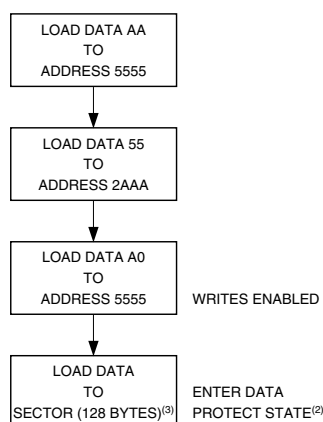 LOAD DATA AA
TO
ADDRESS 5555
LOAD DATA 55
TO
ADDRESS 2AAA
LOAD DATA A0
TO
ADDRESS 5555
WRITES ENABLED
LOAD DATA
TO
SECTOR (128 BYTES)(3)
ENTER DATA
PROTECT STATE(2)